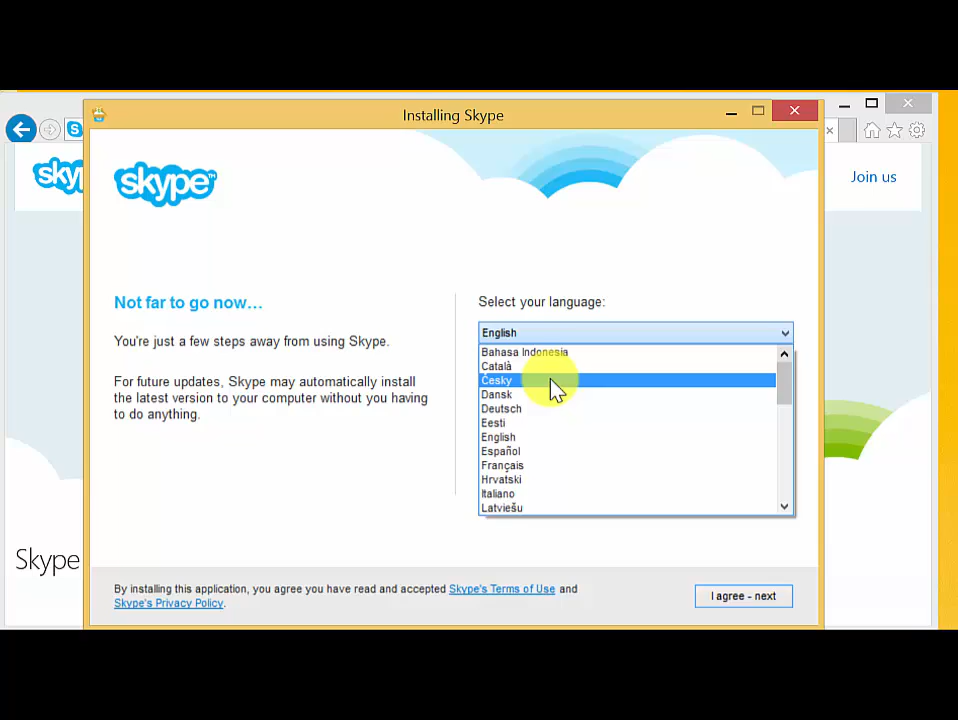 Installing Skype
Join us
skype™
Not far to go now...
You're just a few steps away from using Skype.
For future updates, Skype may automatically install
the latest version to your computer without you having
to do anything.
Select your language:
English
Bahasa Indonesia
Català
Česky
Dansk
Deutsch
Eesti
English
Español
Français
Hrvatski
Italiano
Latviešu
Skype
By installing this application, you agree you have read and accepted Skype's Terms of Use and
Skype's Privacy Policy.
I agree - next